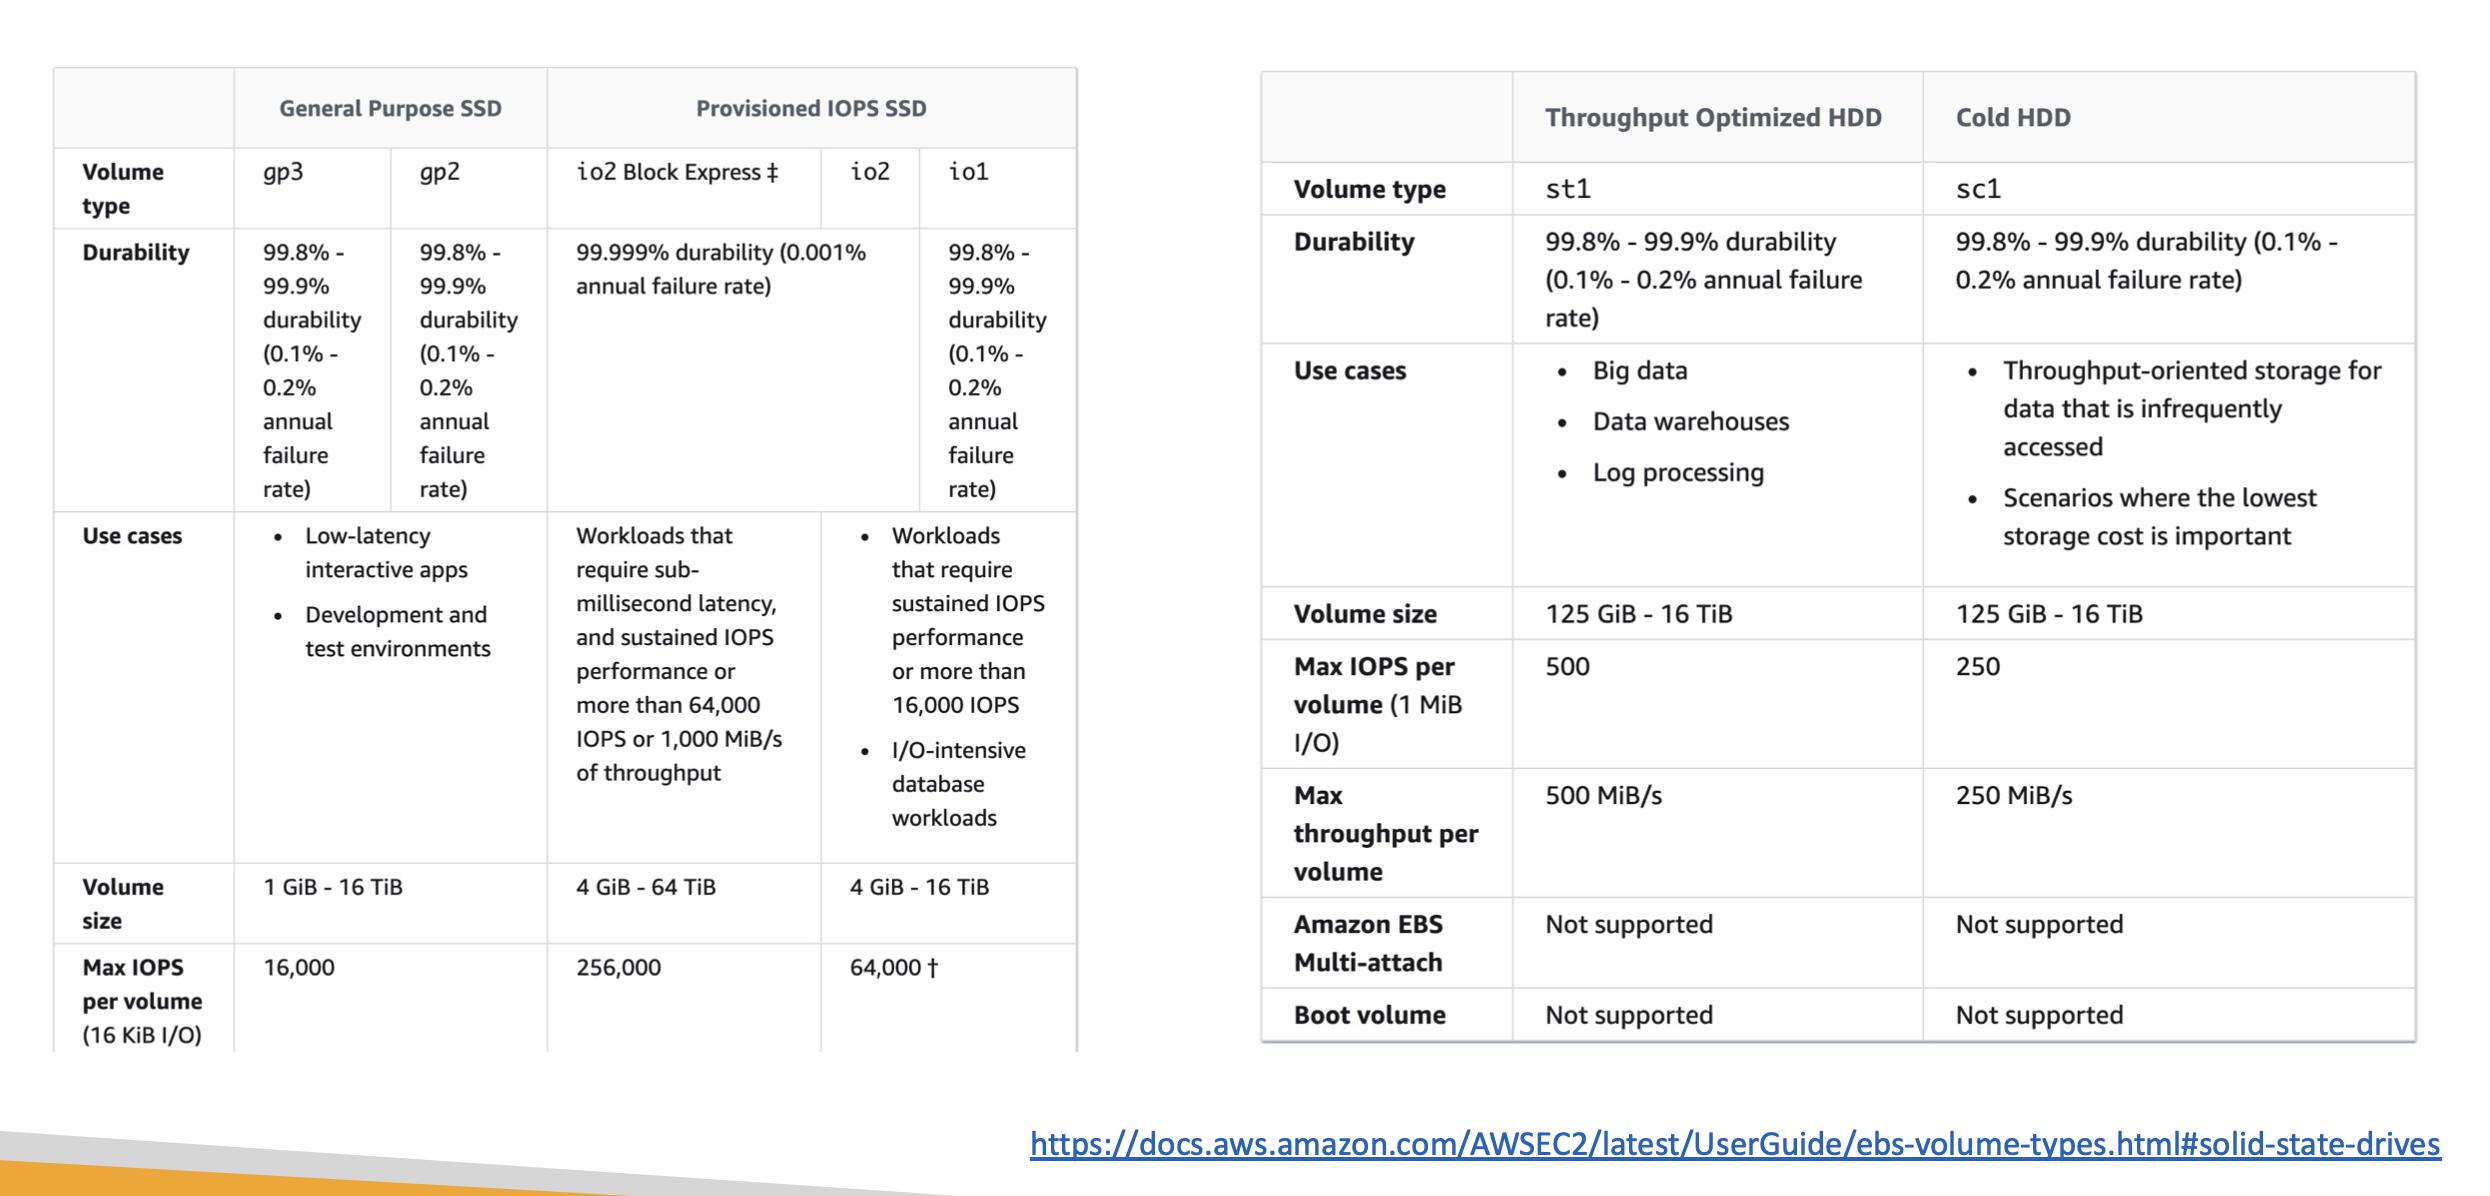 General Purpose SSD
Provisioned IOPS SSD
Volume
type
gp3
gp2
io2 Block Express ‡
io2
io1
Durability
99.8% -
99.9%
durability
(0.1% -
0.2%
annual
failure
rate)
99.8% -
99.9%
durability
(0.1% -
0.2%
annual
failure
rate)
99.999% durability (0.001%
annual failure rate)
99.8% -
99.9%
durability
(0.1% -
0.2%
annual
failure
rate)
Use cases
• Low-latency
interactive apps
• Development and
test environments
Workloads that
require sub-
millisecond latency,
and sustained IOPS
performance or
more than 64,000
IOPS or 1,000 MiB/s
of throughput
• Workloads
that require
sustained IOPS
performance
or more than
16,000 IOPS
• I/O-intensive
database
workloads
Volume
size
1 GiB - 16 TiB
4 GiB - 64 TiB
4 GiB - 16 TiB
Max IOPS
per volume
(16 KiB I/O)
16,000
256,000
64,000 †
Throughput Optimized HDD
Cold HDD
Volume type
st1
sc1
Durability
99.8% - 99.9% durability
(0.1% - 0.2% annual failure
rate)
99.8% - 99.9% durability (0.1% -
0.2% annual failure rate)
Use cases
• Big data
• Data warehouses
• Log processing
• Throughput-oriented storage for
data that is infrequently
accessed
• Scenarios where the lowest
storage cost is important
Volume size
125 GiB - 16 TiB
125 GiB - 16 TiB
Max IOPS per
volume (1 MiB
I/O)
500
250
Max
throughput per
volume
500 MiB/s
250 MiB/s
Amazon EBS
Multi-attach
Not supported
Not supported
Boot volume
Not supported
Not supported
https://docs.aws.amazon.com/AWSEC2/latest/UserGuide/ebs-volume-types.html#solid-state-drives